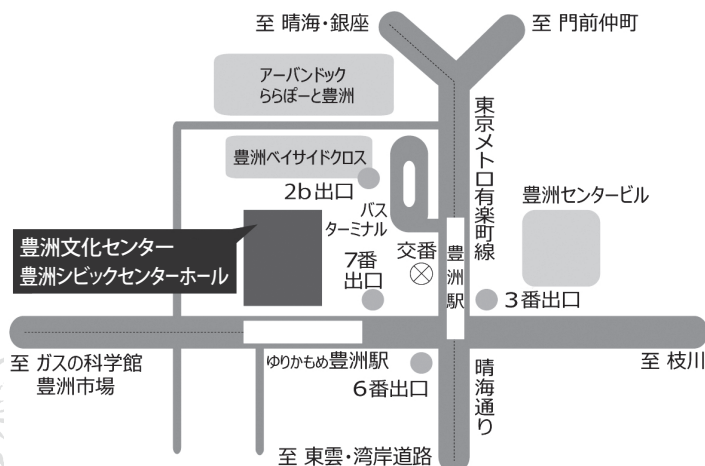 至 晴海・銀座
至 門前仲町
アーバンドック
ららぽーと豊洲
東京メトロ有楽町線
豊洲ベイサイドクロス
2b出口
バス
ターミナル
豊洲センタービル
豊洲文化センター
豊洲シビックセンターホール
7番
出口
交番
豊洲駅
3番出口
至 ガスの科学館
豊洲市場
ゆりかもめ豊洲駅
6番出口
晴海通り
至 枝川
至 東雲・湾岸道路